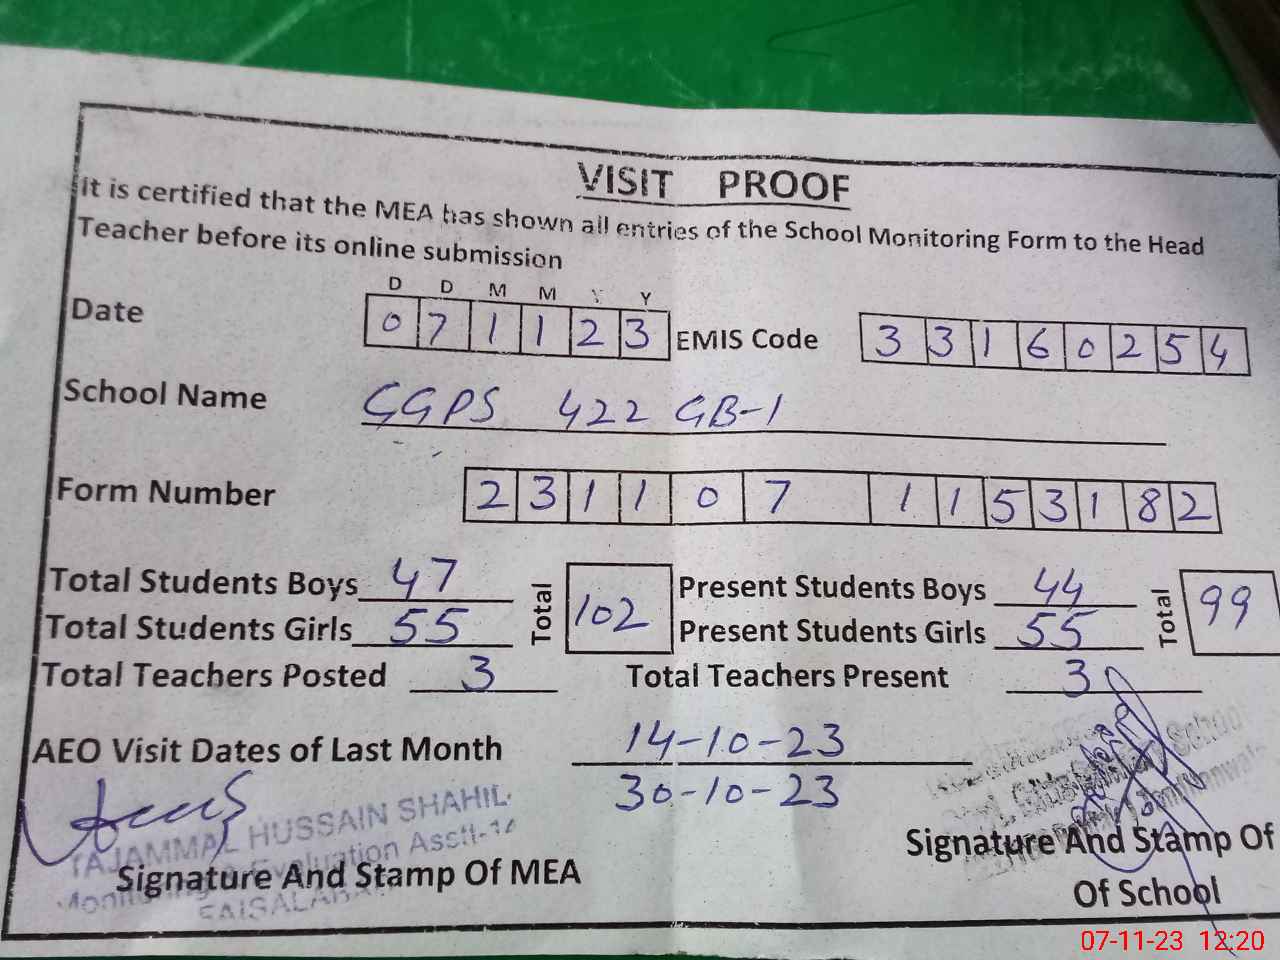 VISIT PROOF
It is certified that the MEA has shown all entries of the School Monitoring Form to the Head
Teacher before its online submission
D D M M Y Y
Date 0 7 1 1 2 3 EMIS Code 3 3 1 6 0 2 5 4
School Name GGPS 422 GB-1
Form Number 2 3 1 1 0 7 1 1 5 3 1 8 2
Total Students Boys 47 Total 102 Present Students Boys 44 Total 99
Total Students Girls 55 Present Students Girls 55
Total Teachers Posted 3 Total Teachers Present 3
AEO Visit Dates of Last Month 14-10-23
30-10-23
TAJAMMAL HUSSAIN SHAHIL
Evaluation Asstt-
FAISALABA
Signature And Stamp Of MEA
School
Signature And Stamp Of
Of School
07-11-23 12:20